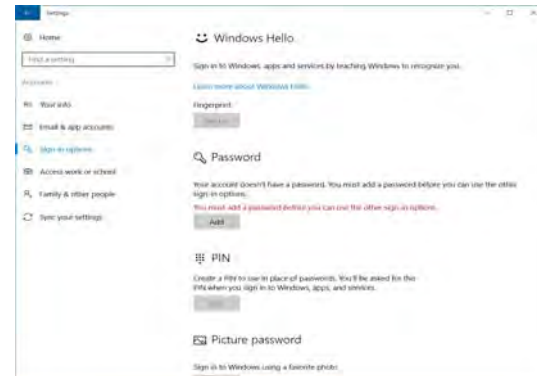 Settings
Home
Find a setting
Accounts
Your info
Email & app accounts
Sign-in options
Access work or school
Family & other people
Sync your settings
Windows Hello
Sign in to Windows, apps and services by teaching Windows to recognize you.
Learn more about Windows Hello
Fingerprint
Password
Your account doesn't have a password. You must add a password before you can use the other
sign-in options.
You must add a password before you can use the other sign-in options.
Add
PIN
Create a PIN to use in place of passwords. You'll be asked for this
PIN when you sign in to Windows, apps, and services.
Picture password
Sign in to Windows using a favorite photo